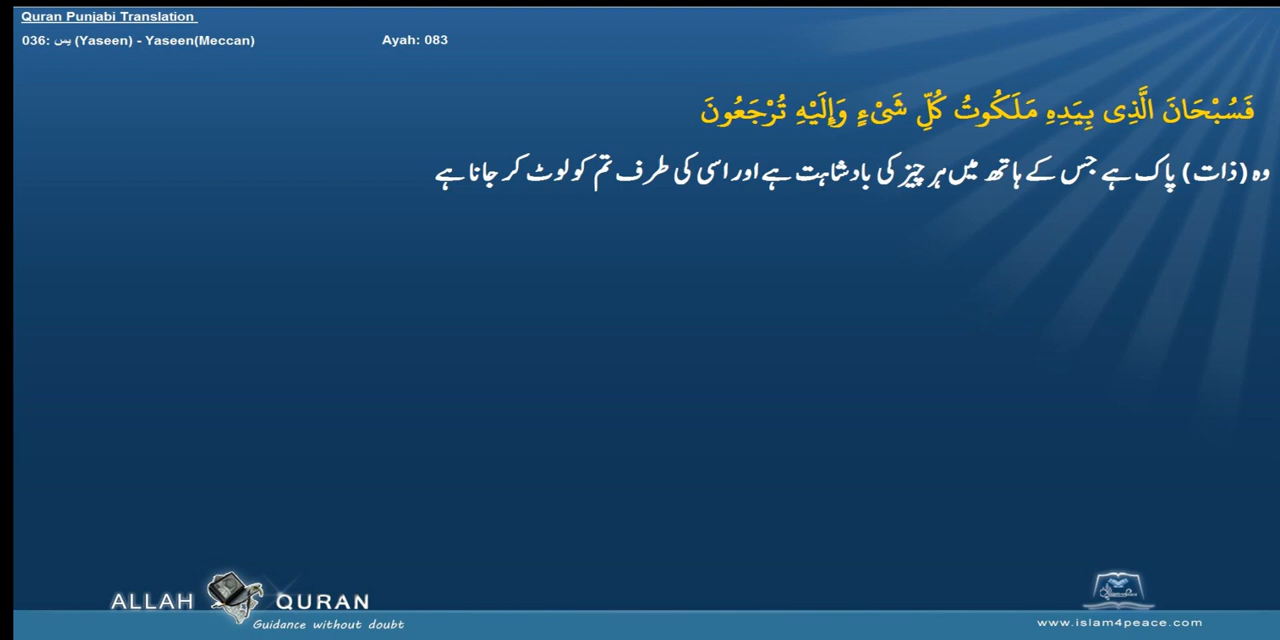 Quran Punjabi Translation
036: يس (Yaseen) - Yaseen(Meccan) Ayah: 083
فَسُبْحَانَ الَّذِى بِيَدِهِ مَلَكُوتُ كُلِّ شَىْءٍ وَإِلَيْهِ تُرْجَعُونَ
وہ (ذات) پاک ہے جس کے ہاتھ میں ہر چیز کی بادشاہت ہے اور اسی کی طرف تم کو لوٹ کر جانا ہے
ALLAH QURAN
Guidance without doubt
www.islam4peace.com